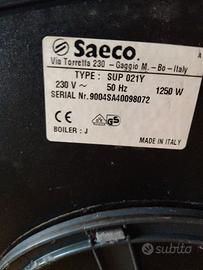 Saeco.
Via Torretta 230 - Gaggio M. - Bo - Italy
TYPE : SUP 021Y
230 V ~ 50 Hz 1250 W
SERIAL Nr. 9004SA40098072
CE GS
BOILER : J
MADE IN ITALY
subito